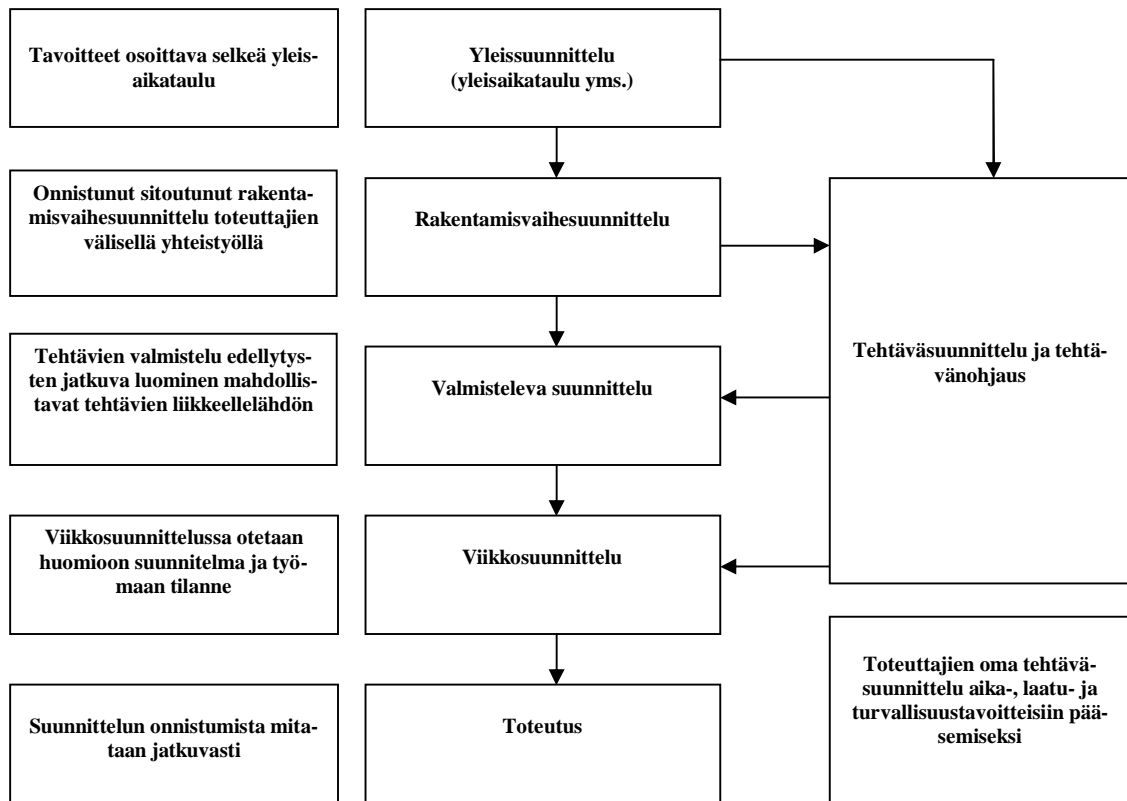 Tavoitteet osoittava selkeä yleis-
aikataulu
Yleissuunnittelu
(yleisaikataulu yms.)
Onnistunut sitoutunut rakenta-
misvaihesuunnittelu toteuttajien
välisellä yhteistyöllä
Rakentamisvaihesuunnittelu
Tehtäväsuunnittelu ja tehtä-
vänohjaus
Tehtävien valmistelu edellytys-
ten jatkuva luominen mahdollis-
tavat tehtävien liikkeellelähdön
Valmisteleva suunnittelu
Viikkosuunnittelussa otetaan
huomioon suunnitelma ja työ-
maan tilanne
Viikkosuunnittelu
Toteuttajien oma tehtävä-
suunnittelu aika-, laatu- ja
turvallisuustavoitteisiin pää-
semiseksi
Suunnittelun onnistumista mita-
taan jatkuvasti
Toteutus